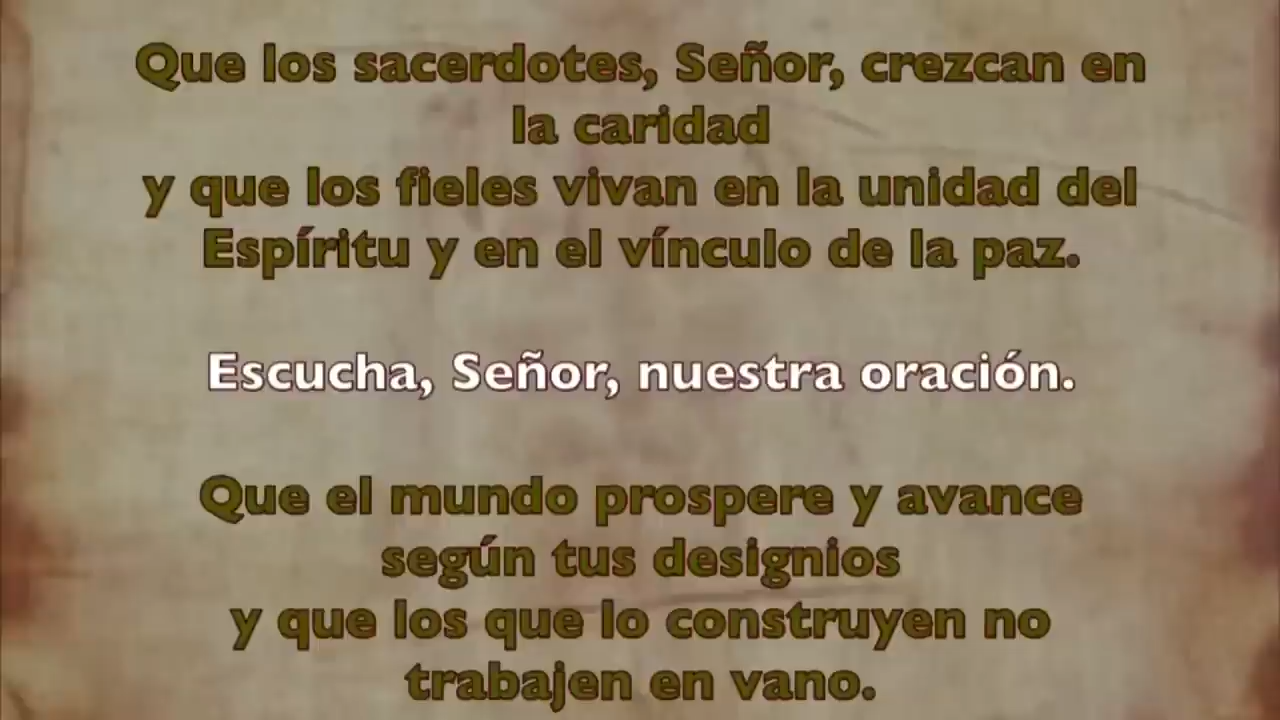 Que los sacerdotes, Señor, crezcan en
la caridad
y que los fieles vivan en la unidad del
Espíritu y en el vínculo de la paz.
Escucha, Señor, nuestra oración.
Que el mundo prospere y avance
según tus designios
y que los que lo construyen no
trabajen en vano.